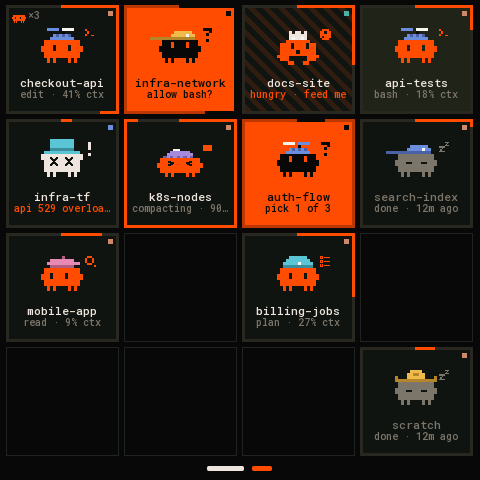 ×3
checkout-api
edit · 41% ctx
infra-network
allow bash?
docs-site
hungry · feed me
api-tests
bash · 18% ctx
infra-tf
api 529 overloa…
k8s-nodes
compacting · 90…
auth-flow
pick 1 of 3
search-index
done · 12m ago
mobile-app
read · 9% ctx
billing-jobs
plan · 27% ctx
scratch
done · 12m ago